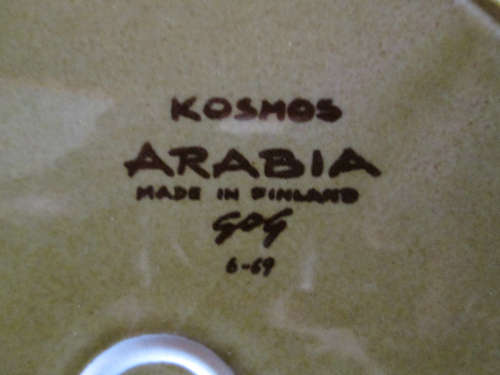 KOSMOS
ARABIA
MADE IN FINLAND
GOG
6-69